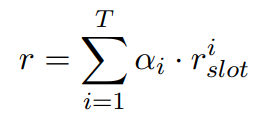 r = \sum_{i=1}^{T} \alpha_i \cdot r_{slot}^{i}